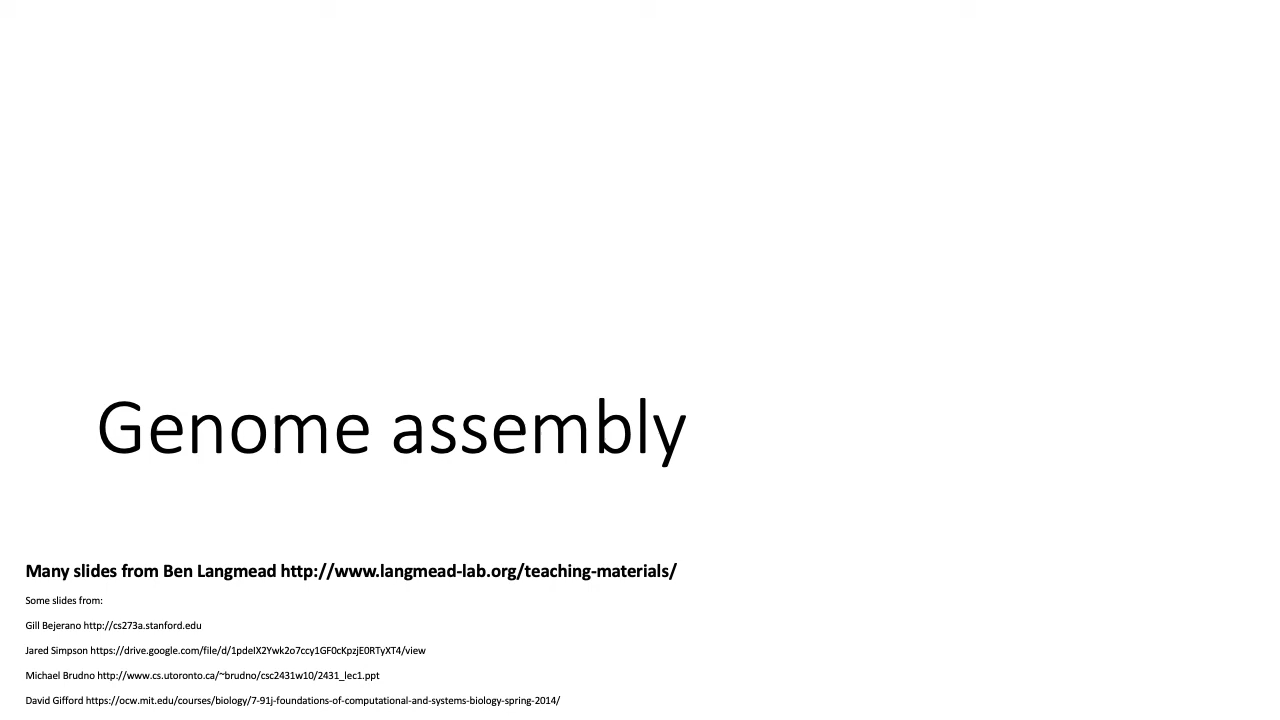 Genome assembly
Many slides from Ben Langmead http://www.langmead-lab.org/teaching-materials/
Some slides from:
Gill Bejerano http://cs273a.stanford.edu
Jared Simpson https://drive.google.com/file/d/1pdeIX2Ywk2o7ccy1GF0cKpzjE0RTyXT4/view
Michael Brudno http://www.cs.utoronto.ca/~brudno/csc2431w10/2431_lec1.ppt
David Gifford https://ocw.mit.edu/courses/biology/7-91j-foundations-of-computational-and-systems-biology-spring-2014/